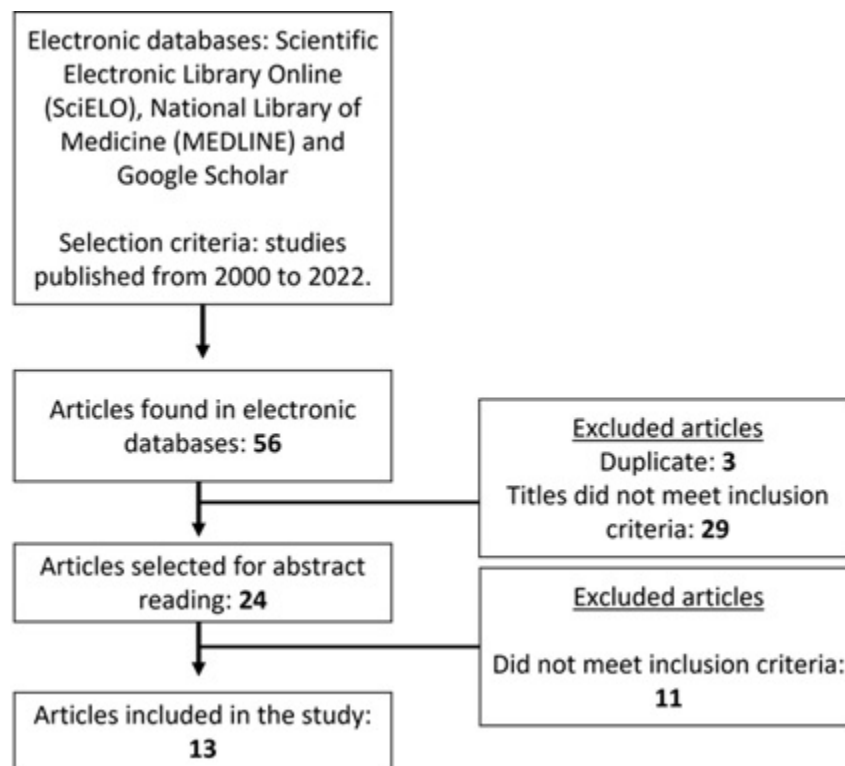 Electronic databases: Scientific
Electronic Library Online
(SciELO), National Library of
Medicine (MEDLINE) and
Google Scholar
Selection criteria: studies
published from 2000 to 2022.
Articles found in electronic
databases: 56
Excluded articles
Duplicate: 3
Titles did not meet inclusion
criteria: 29
Articles selected for abstract
reading: 24
Excluded articles
Did not meet inclusion criteria:
11
Articles included in the study:
13